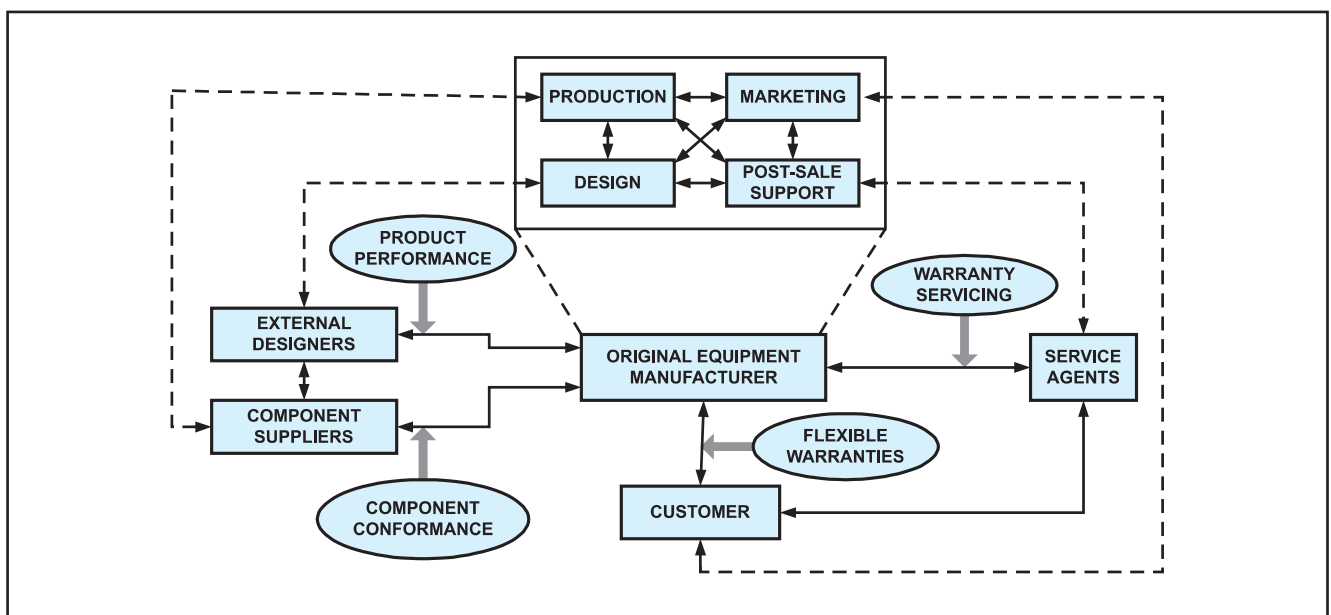 PRODUCTION
MARKETING
DESIGN
POST-SALE
SUPPORT
PRODUCT
PERFORMANCE
WARRANTY
SERVICING
EXTERNAL
DESIGNERS
ORIGINAL EQUIPMENT
MANUFACTURER
SERVICE
AGENTS
COMPONENT
SUPPLIERS
FLEXIBLE
WARRANTIES
COMPONENT
CONFORMANCE
CUSTOMER